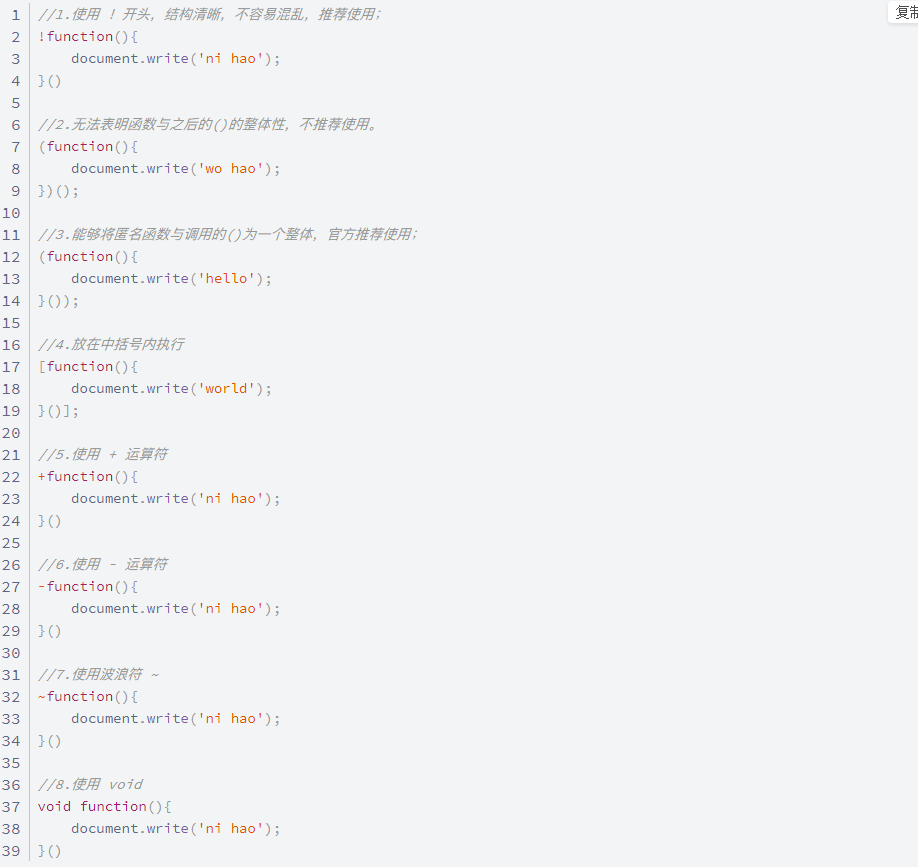 复制
1 //1.使用 ! 开头, 结构清晰, 不容易混乱, 推荐使用;
2 !function(){
3     document.write('ni hao');
4 }()
5
6 //2.无法表明函数与之后的()的整体性, 不推荐使用。
7 (function(){
8     document.write('wo hao');
9 })();
10
11 //3.能够将匿名函数与调用的()为一个整体, 官方推荐使用;
12 (function(){
13     document.write('hello');
14 }());
15
16 //4.放在中括号内执行
17 [function(){
18     document.write('world');
19 }()];
20
21 //5.使用 + 运算符
22 +function(){
23     document.write('ni hao');
24 }()
25
26 //6.使用 - 运算符
27 -function(){
28     document.write('ni hao');
29 }()
30
31 //7.使用波浪符 ~
32 ~function(){
33     document.write('ni hao');
34 }()
35
36 //8.使用 void
37 void function(){
38     document.write('ni hao');
39 }()